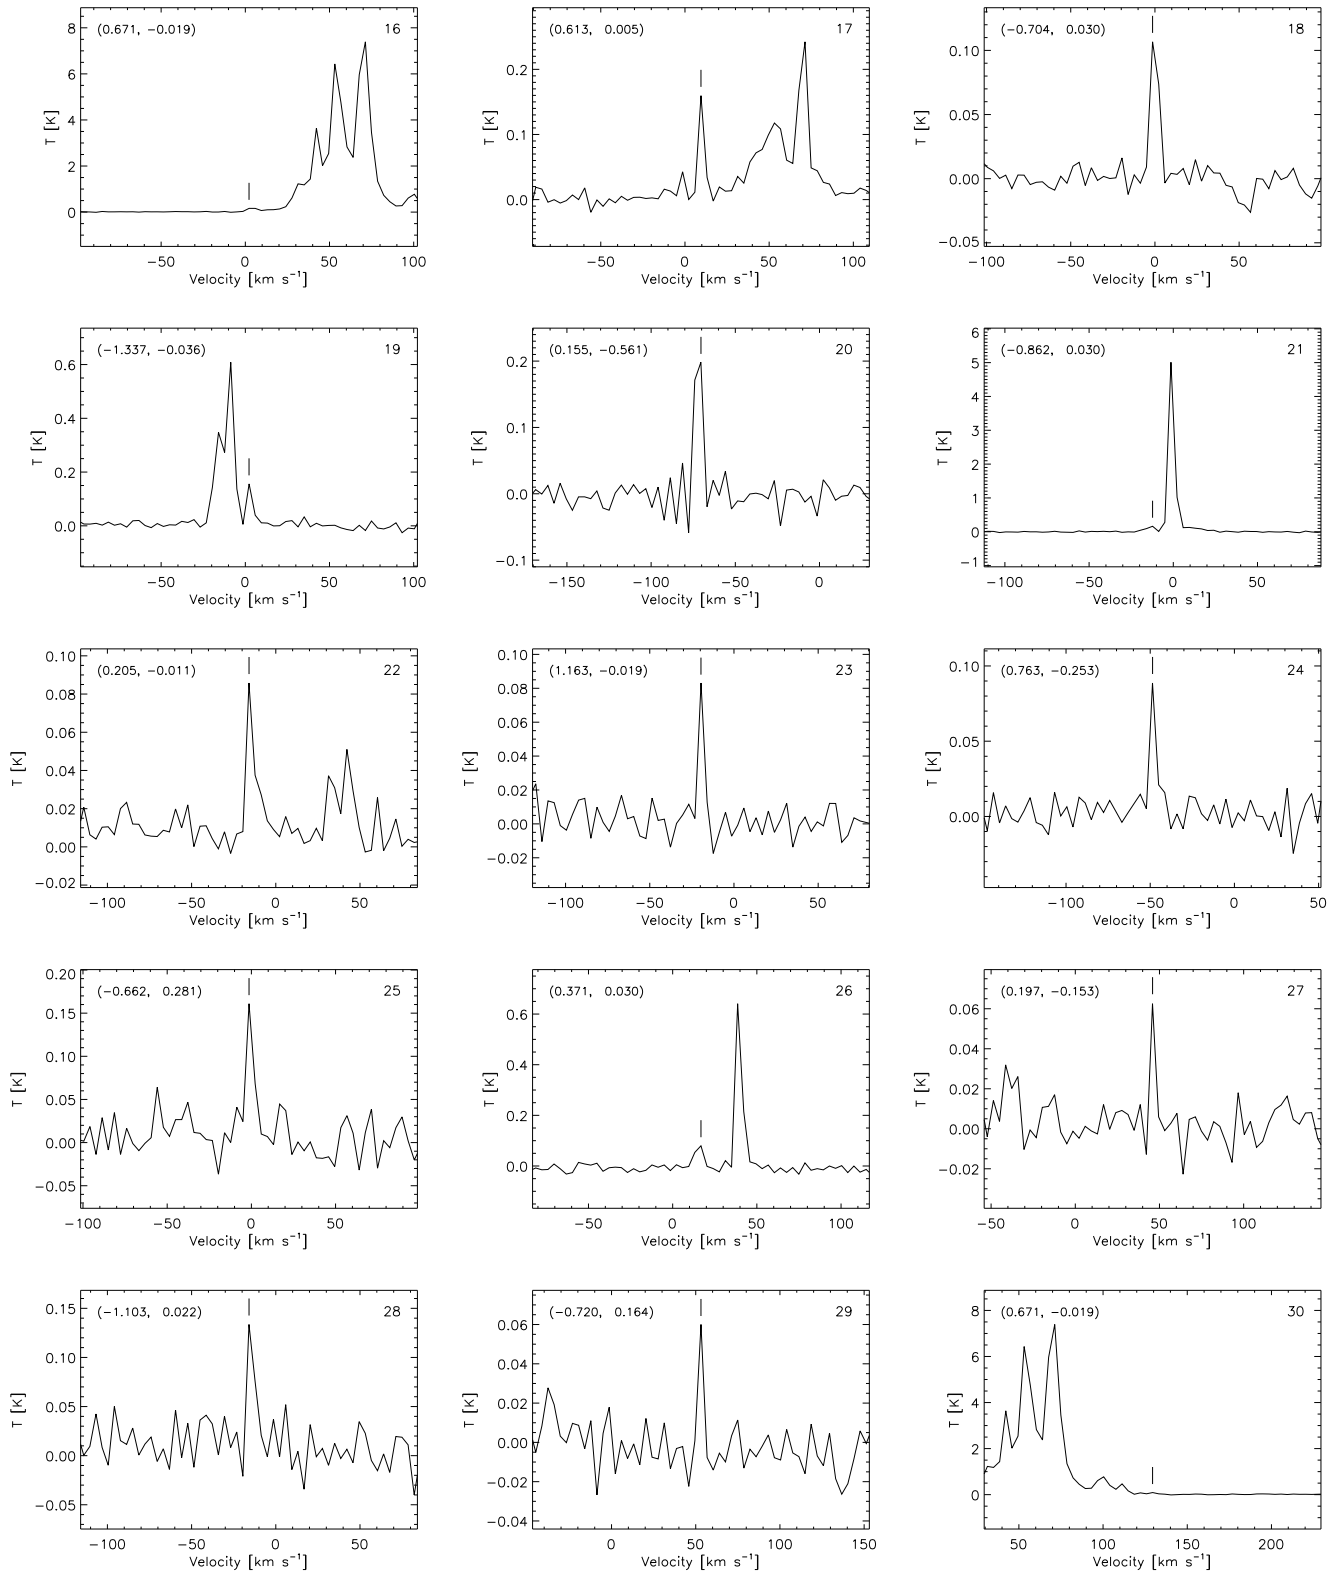 (0.671, −0.019) 16
8
6
4
2
0
T [K]
−50 0 50 100
Velocity [km s⁻¹]
(0.613, 0.005) 17
0.2
0.1
0.0
T [K]
−50 0 50 100
Velocity [km s⁻¹]
(−0.704, 0.030) 18
0.10
0.05
0.00
−0.05
T [K]
−100 −50 0 50
Velocity [km s⁻¹]
(−1.337, −0.036) 19
0.6
0.4
0.2
0.0
T [K]
−50 0 50 100
Velocity [km s⁻¹]
(0.155, −0.561) 20
0.2
0.1
0.0
−0.1
T [K]
−150 −100 −50 0
Velocity [km s⁻¹]
(−0.862, 0.030) 21
6
5
4
3
2
1
0
−1
T [K]
−100 −50 0 50
Velocity [km s⁻¹]
(0.205, −0.011) 22
0.10
0.08
0.06
0.04
0.02
0.00
−0.02
T [K]
−100 −50 0 50
Velocity [km s⁻¹]
(1.163, −0.019) 23
0.10
0.08
0.06
0.04
0.02
0.00
−0.02
T [K]
−100 −50 0 50
Velocity [km s⁻¹]
(0.763, −0.253) 24
0.10
0.05
0.00
T [K]
−100 −50 0 50
Velocity [km s⁻¹]
(−0.662, 0.281) 25
0.20
0.15
0.10
0.05
0.00
−0.05
T [K]
−100 −50 0 50
Velocity [km s⁻¹]
(0.371, 0.030) 26
0.6
0.4
0.2
0.0
T [K]
−50 0 50 100
Velocity [km s⁻¹]
(0.197, −0.153) 27
0.06
0.04
0.02
0.00
−0.02
T [K]
−50 0 50 100
Velocity [km s⁻¹]
(−1.103, 0.022) 28
0.15
0.10
0.05
0.00
−0.05
T [K]
−100 −50 0 50
Velocity [km s⁻¹]
(−0.720, 0.164) 29
0.06
0.04
0.02
0.00
−0.02
−0.04
T [K]
0 50 100 150
Velocity [km s⁻¹]
(0.671, −0.019) 30
8
6
4
2
0
T [K]
50 100 150 200
Velocity [km s⁻¹]